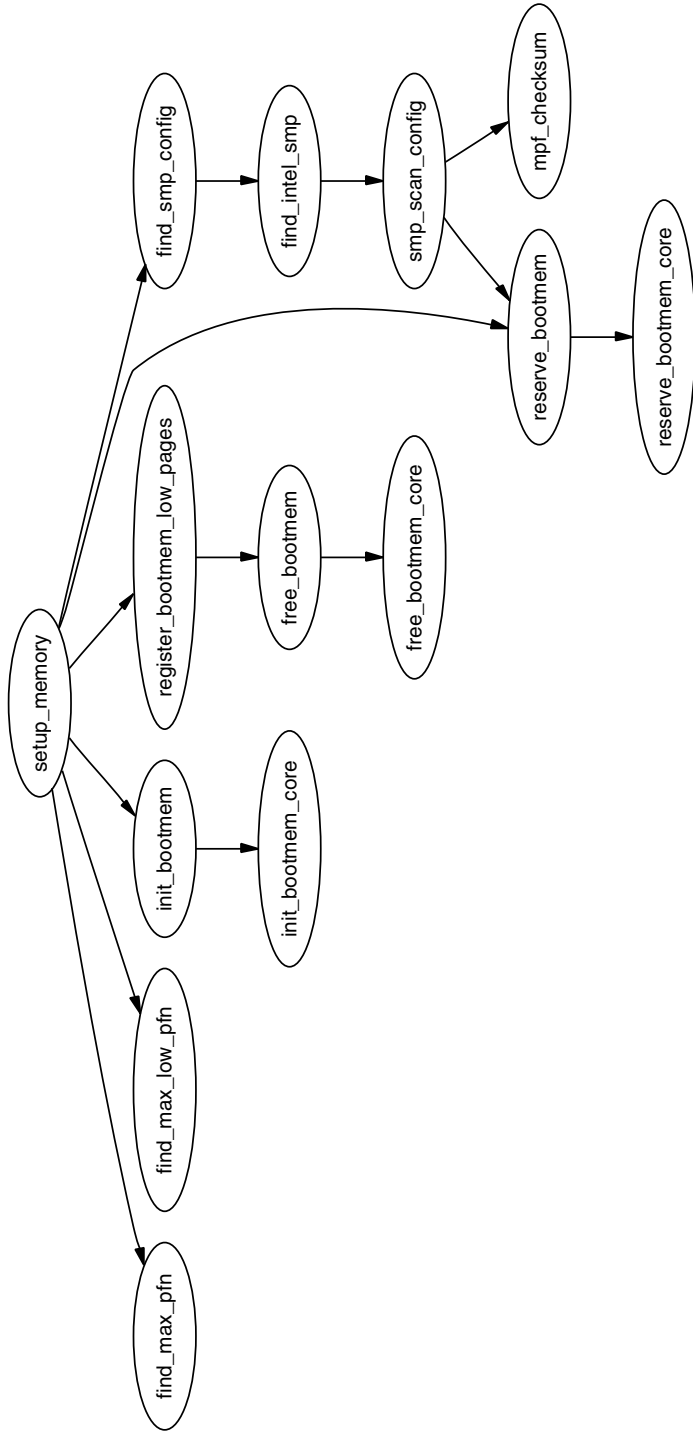 setup_memory
find_max_pfn
find_max_low_pfn
init_bootmem
register_bootmem_low_pages
find_smp_config
init_bootmem_core
free_bootmem
find_intel_smp
free_bootmem_core
smp_scan_config
reserve_bootmem
mpf_checksum
reserve_bootmem_core